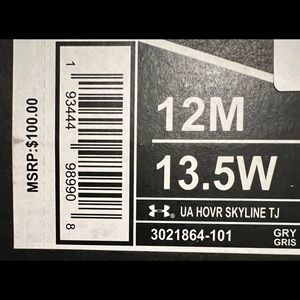 MSRP:$100.00
1 93444 98990 8
12M
13.5W
UA HOVR SKYLINE TJ
3021864-101
GRY
GRIS